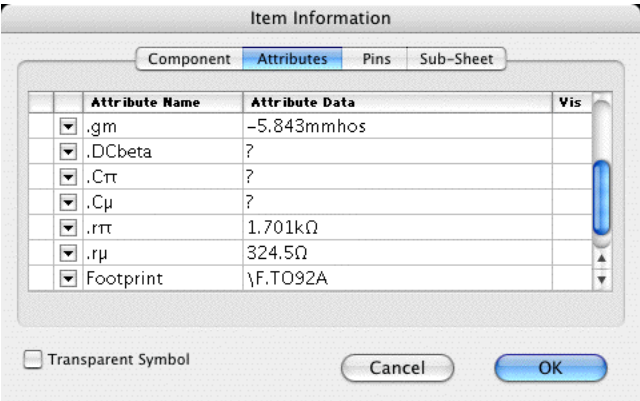 Item Information
Component Attributes Pins Sub-Sheet
Attribute Name Attribute Data Vis
.gm −5.843mmhos
.DCbeta ?
.Cπ ?
.Cμ ?
.rπ 1.701kΩ
.rμ 324.5Ω
Footprint \F.TO92A
Transparent Symbol Cancel OK